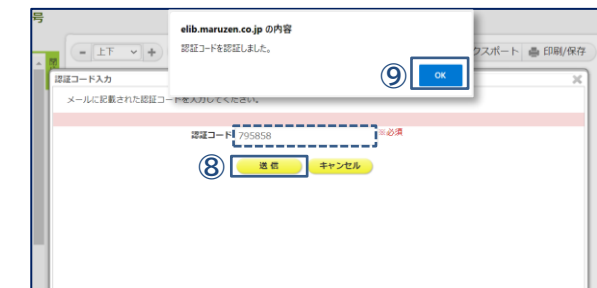 号
elib.maruzen.co.jp の内容
認証コードを認証しました。
⑨ OK
- 上下 +
クスポート 印刷/保存
認証コード入力
メールに記載された認証コードを入力してください。
認証コード 795858 ※必須
⑧ 送信 キャンセル